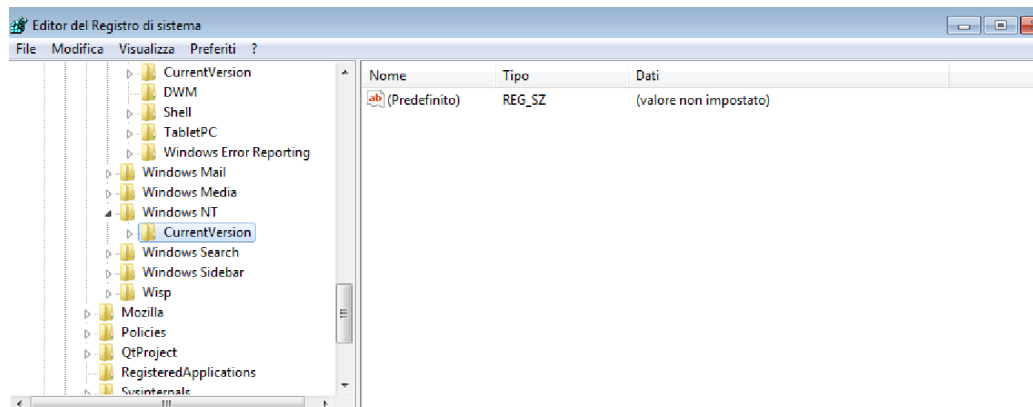 Editor del Registro di sistema
File Modifica Visualizza Preferiti ?
CurrentVersion
DWM
Shell
TabletPC
Windows Error Reporting
Windows Mail
Windows Media
Windows NT
CurrentVersion
Windows Search
Windows Sidebar
Wisp
Mozilla
Policies
QtProject
RegisteredApplications
Sysinternals
Nome Tipo Dati
ab (Predefinito) REG_SZ (valore non impostato)